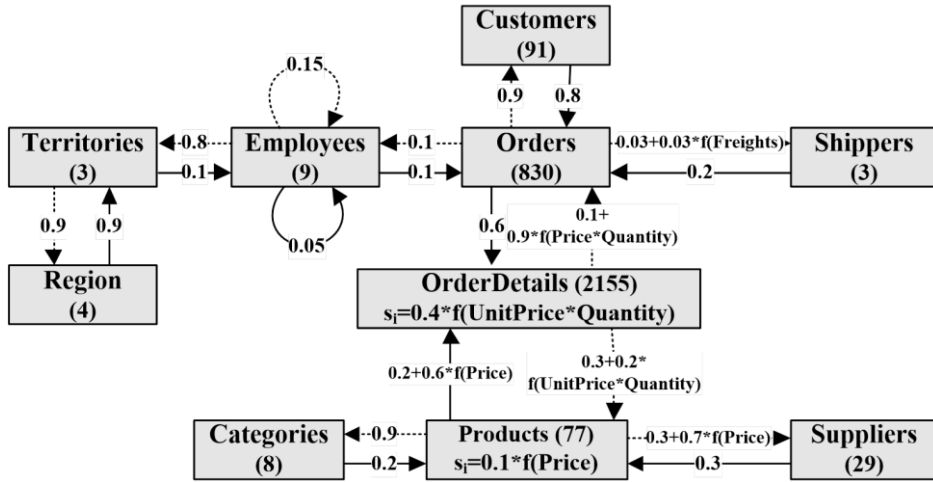 Customers
(91)
0.15
0.9
0.8
Territories
(3)
0.8
0.1
Employees
(9)
0.1
0.1
Orders
(830)
0.03+0.03*f(Freights)
0.2
Shippers
(3)
0.9
0.9
0.05
0.6
0.1+
0.9*f(Price*Quantity)
Region
(4)
OrderDetails (2155)
sᵢ=0.4*f(UnitPrice*Quantity)
0.2+0.6*f(Price)
0.3+0.2*
f(UnitPrice*Quantity)
Categories
(8)
0.9
0.2
Products (77)
sᵢ=0.1*f(Price)
0.3+0.7*f(Price)
0.3
Suppliers
(29)